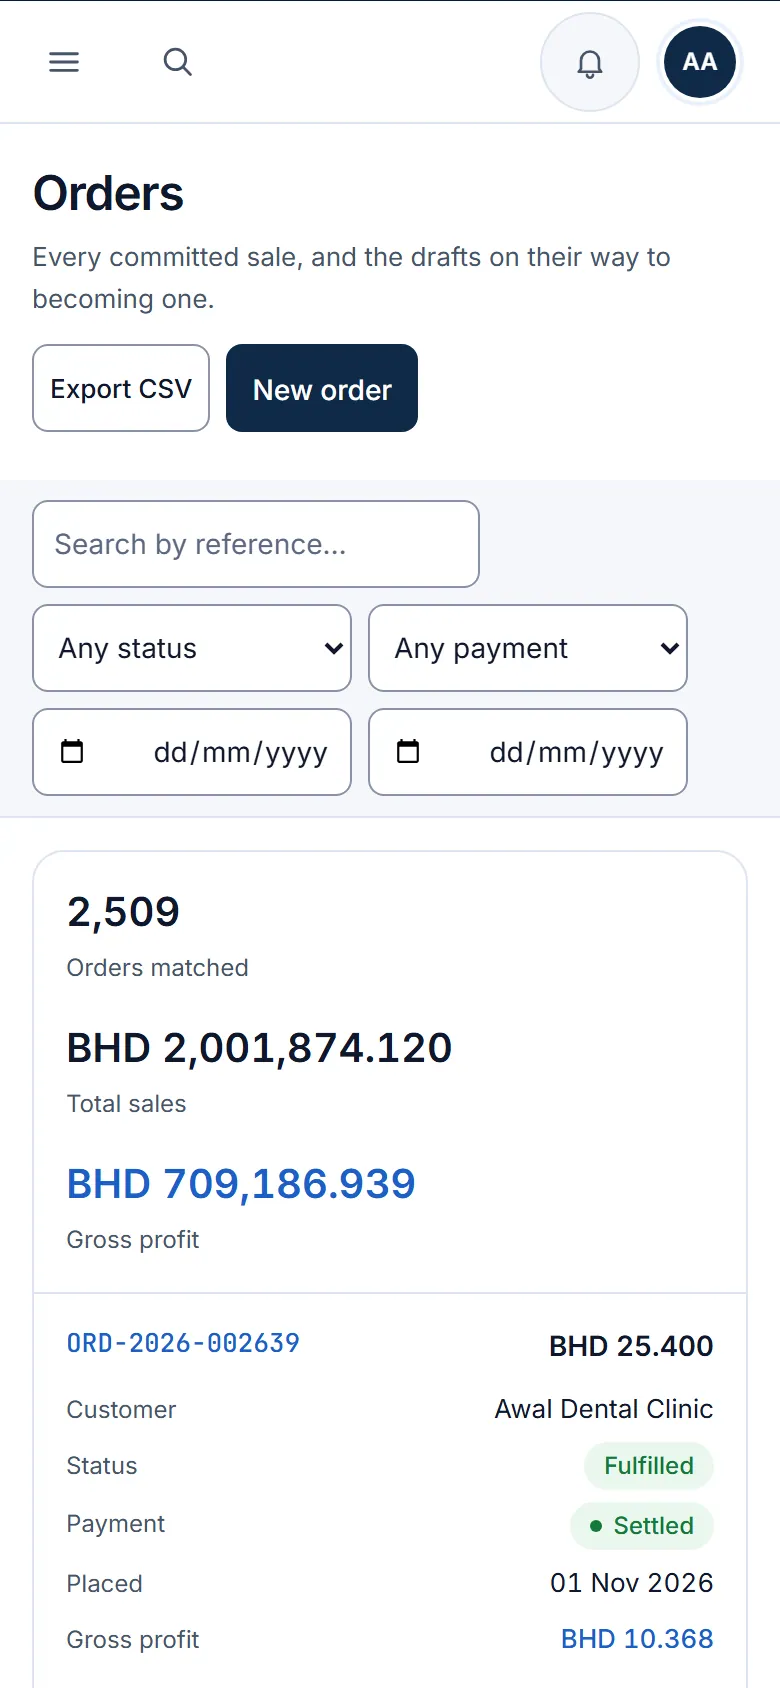 AA
Orders
Every committed sale, and the drafts on their way to
becoming one.
Export CSV
New order
Search by reference...
Any status
Any payment
dd/mm/yyyy
dd/mm/yyyy
2,509
Orders matched
BHD 2,001,874.120
Total sales
BHD 709,186.939
Gross profit
ORD-2026-002639
BHD 25.400
Customer
Awal Dental Clinic
Status
Fulfilled
Payment
Settled
Placed
01 Nov 2026
Gross profit
BHD 10.368